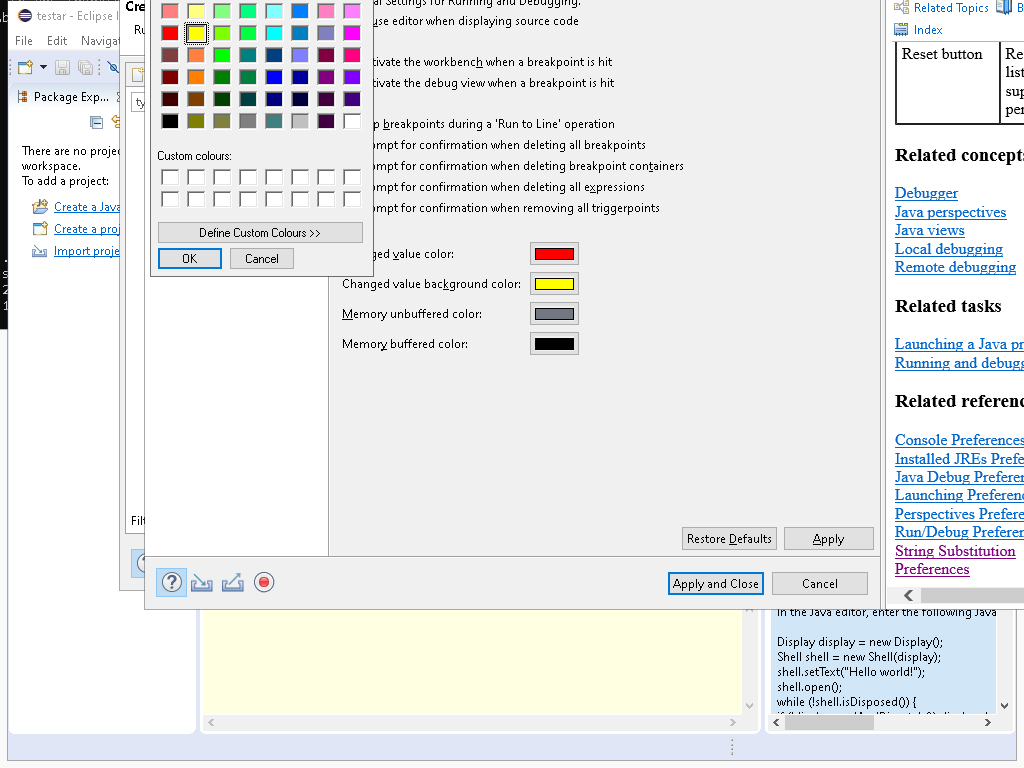 testar - Eclipse I
Cre
File
Edit
Navigat
Ru
Package Exp...
ty
There are no proje
workspace.
To add a project:
Create a Java
Create a proj
Import proje
Filt
Custom colours:
Define Custom Colours >>
OK
Cancel
al Settings for Running and Debugging.
use editor when displaying source code
tivate the workbench when a breakpoint is hit
tivate the debug view when a breakpoint is hit
p breakpoints during a 'Run to Line' operation
ompt for confirmation when deleting all breakpoints
ompt for confirmation when deleting breakpoint containers
ompt for confirmation when deleting all expressions
ompt for confirmation when removing all triggerpoints
ged value color:
Changed value background color:
Memory unbuffered color:
Memory buffered color:
Restore Defaults
Apply
Apply and Close
Cancel
Related Topics
B
Index
Reset button
Re
list
sup
per
Related concepts
Debugger
Java perspectives
Java views
Local debugging
Remote debugging
Related tasks
Launching a Java pr
Running and debugg
Related referenc
Console Preferences
Installed JREs Prefe
Java Debug Preferen
Launching Preferenc
Perspectives Prefere
Run/Debug Preferen
String Substitution
Preferences
In the Java editor, enter the following Java
Display display = new Display();
Shell shell = new Shell(display);
shell.setText("Hello world!");
shell.open();
while (!shell.isDisposed()) {